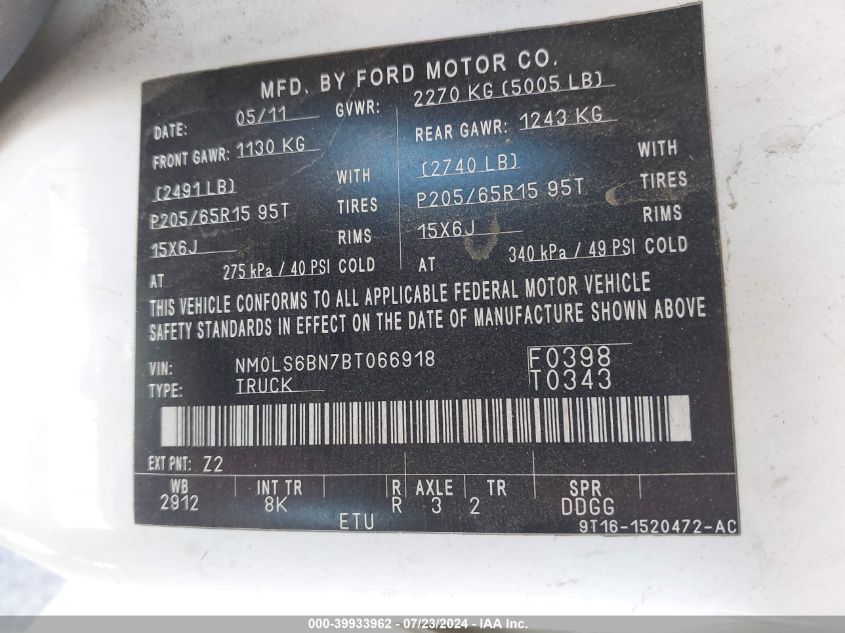 MFD. BY FORD MOTOR CO.
DATE: 05/11 GVWR: 2270 KG (5005 LB)
FRONT GAWR: 1130 KG REAR GAWR: 1243 KG
(2491 LB) WITH (2740 LB) WITH
P205/65R15 95T TIRES P205/65R15 95T TIRES
15X6J RIMS 15X6J RIMS
AT 275 kPa / 40 PSI COLD AT 340 kPa / 49 PSI COLD
THIS VEHICLE CONFORMS TO ALL APPLICABLE FEDERAL MOTOR VEHICLE
SAFETY STANDARDS IN EFFECT ON THE DATE OF MANUFACTURE SHOWN ABOVE
VIN: NM0LS6BN7BT066918 F0398
TYPE: TRUCK T0343
EXT PNT: Z2
WB INT TR R AXLE TR SPR
2912 8K R 3 2 DDGG
ETU 9T16-1520472-AC
000-39933962 - 07/23/2024 - IAA Inc.